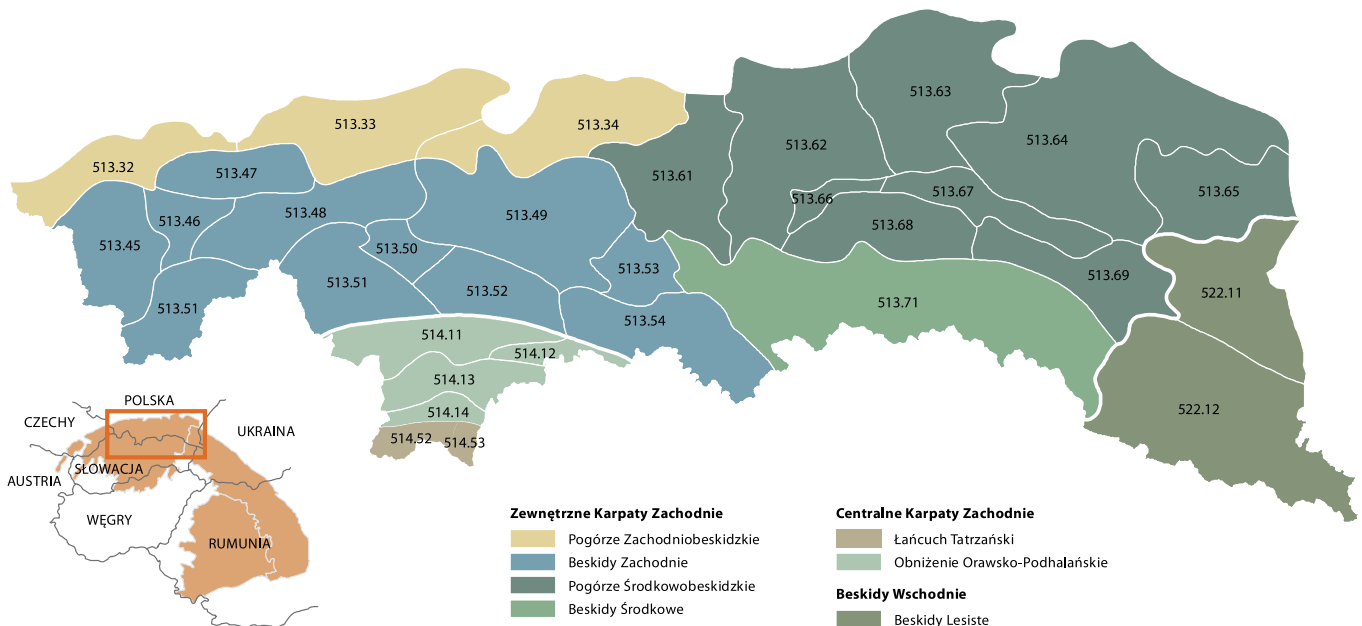 513.63
513.33
513.34
513.64
513.62
513.32
513.47
513.61
513.67
513.65
513.66
513.46
513.48
513.49
513.68
513.45
513.50
513.53
513.69
513.51
513.52
522.11
513.71
513.51
513.54
514.11
514.12
514.13
514.14
522.12
514.52
514.53
POLSKA
CZECHY
UKRAINA
SŁOWACJA
AUSTRIA
WĘGRY
RUMUNIA
Zewnętrzne Karpaty Zachodnie
Pogórze Zachodniobeskidzkie
Beskidy Zachodnie
Pogórze Środkowobeskidzkie
Beskidy Środkowe
Centralne Karpaty Zachodnie
Łańcuch Tatrzański
Obniżenie Orawsko-Podhalańskie
Beskidy Wschodnie
Beskidy Lesiste